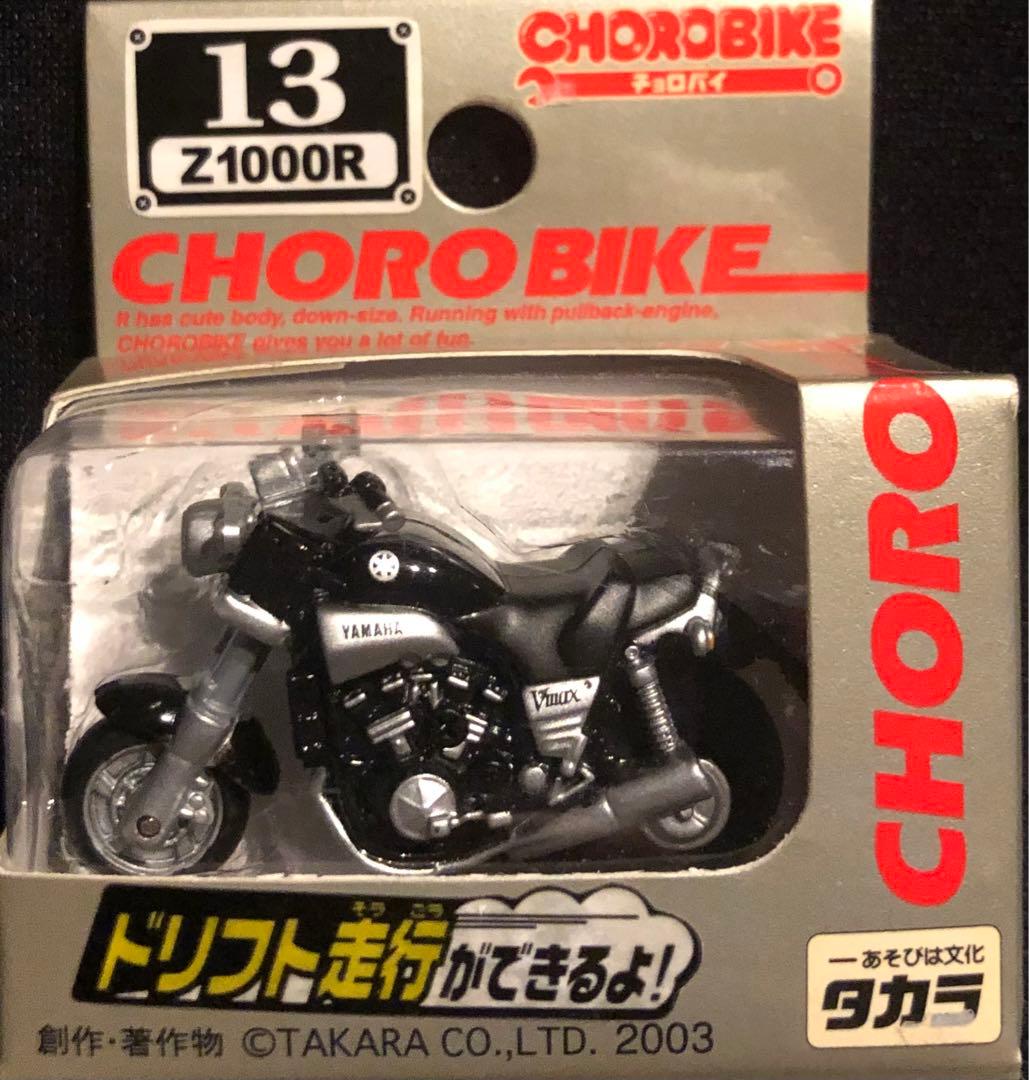 13
Z1000R
CHOROBIKE
チョロバイ
CHORO BIKE
It has cute body, down-size. Running with pullback-engine,
CHOROBIKE gives you a lot of fun.
YAMAHA
Vmax
CHORO
そう こう
ドリフト走行ができるよ!
ーあそびは文化
タカラ
創作・著作物 ©TAKARA CO.,LTD. 2003